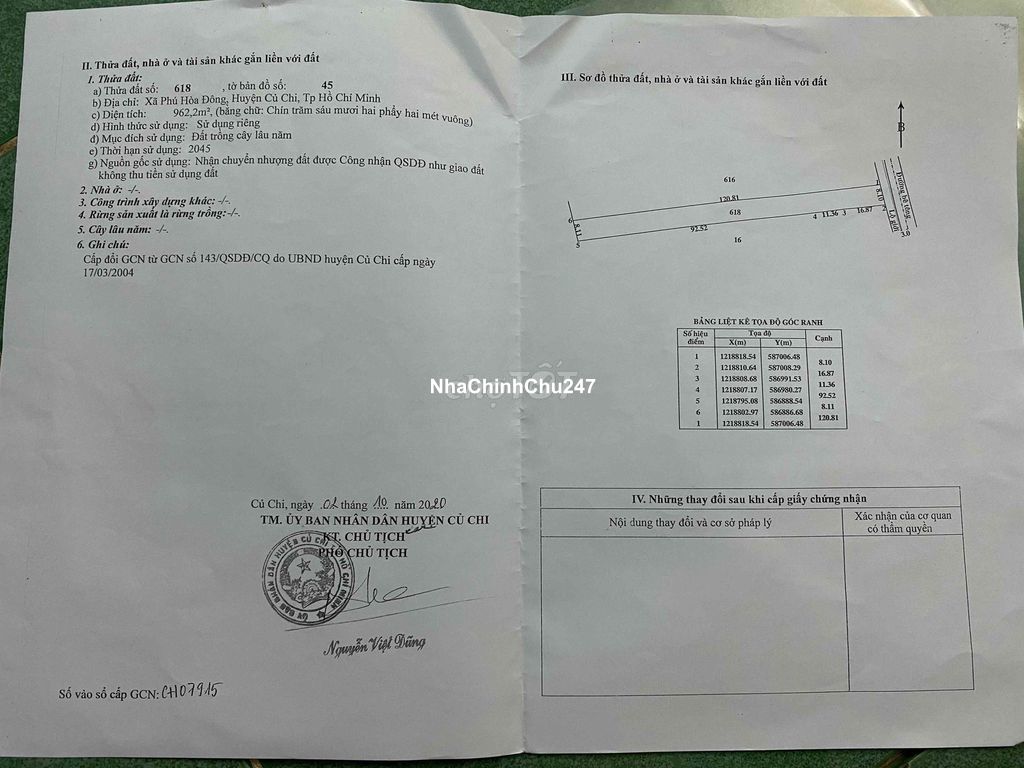 II. Thửa đất, nhà ở và tài sản khác gắn liền với đất
1. Thửa đất:
a) Thửa đất số: 618 , tờ bản đồ số: 45
b) Địa chỉ: Xã Phú Hòa Đông, Huyện Củ Chi, Tp Hồ Chí Minh
c) Diện tích: 962,2m², (bằng chữ: Chín trăm sáu mươi hai phẩy hai mét vuông)
d) Hình thức sử dụng: Sử dụng riêng
đ) Mục đích sử dụng: Đất trồng cây lâu năm
e) Thời hạn sử dụng: 2045
g) Nguồn gốc sử dụng: Nhận chuyển nhượng đất được Công nhận QSDĐ như giao đất
không thu tiền sử dụng đất
2. Nhà ở: -/-.
3. Công trình xây dựng khác: -/-.
4. Rừng sản xuất là rừng trồng:-/-.
5. Cây lâu năm: -/-.
6. Ghi chú:
Cấp đổi GCN từ GCN số 143/QSDĐ/CQ do UBND huyện Củ Chi cấp ngày
17/03/2004
Củ Chi, ngày 02 tháng 10 năm 2020
TM. ỦY BAN NHÂN DÂN HUYỆN CỦ CHI
KT. CHỦ TỊCH
PHÓ CHỦ TỊCH
Nguyễn Việt Dũng
Số vào sổ cấp GCN: CH07915
III. Sơ đồ thửa đất, nhà ở và tài sản khác gắn liền với đất
B
616
120.81
618
1
8.10
2
6
8.11
5
92.52
4 11.36 3 16.87
16
Đường bê tông
Lộ giới
3.0
BẢNG LIỆT KÊ TỌA ĐỘ GÓC RANH
Số hiệu điểm Tọa độ Cạnh
X(m) Y(m)
1 1218818.54 587006.48
8.10
2 1218810.64 587008.29
16.87
3 1218808.68 586991.53
11.36
4 1218807.17 586980.27
92.52
5 1218795.08 586888.54
8.11
6 1218802.97 586886.68
120.81
1 1218818.54 587006.48
NhaChinhChu247
IV. Những thay đổi sau khi cấp giấy chứng nhận
Nội dung thay đổi và cơ sở pháp lý
Xác nhận của cơ quan
có thẩm quyền